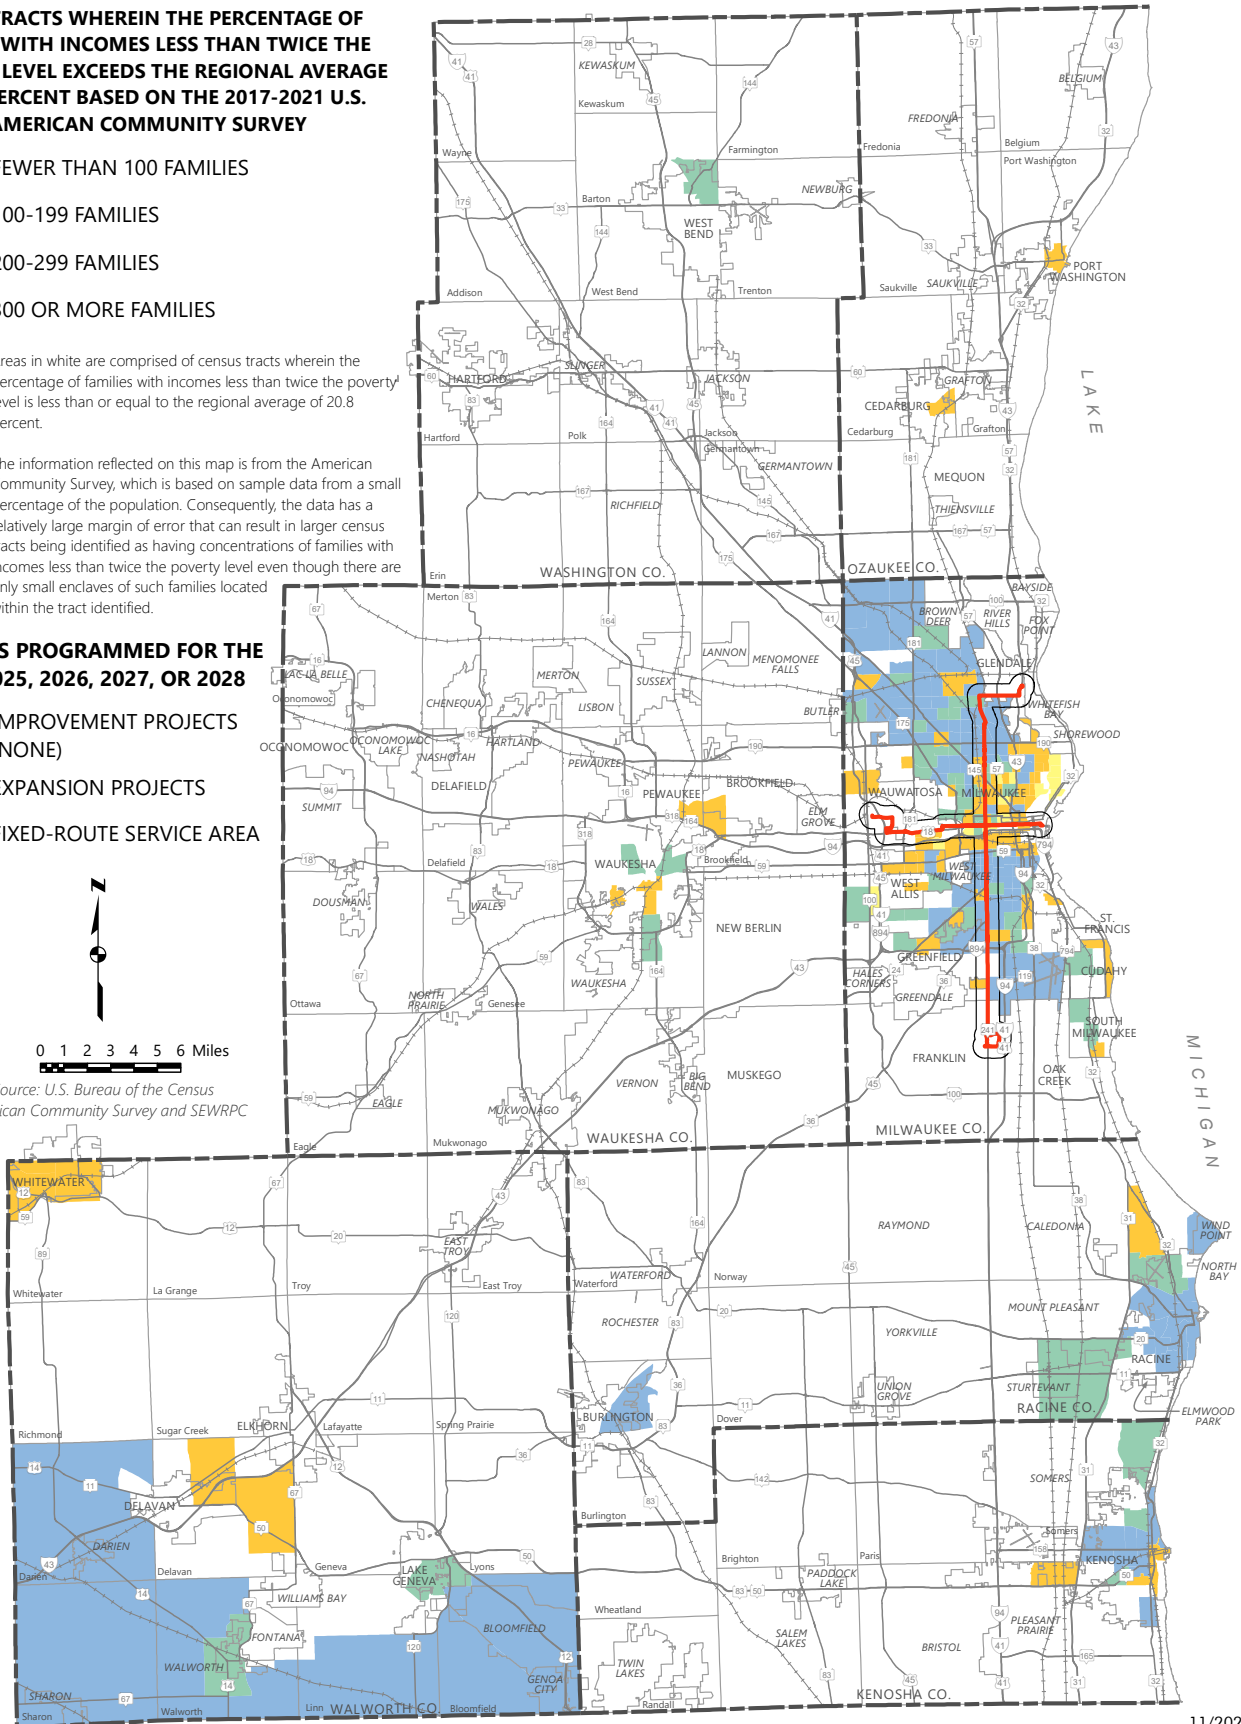 TRACTS WHEREIN THE PERCENTAGE OF
WITH INCOMES LESS THAN TWICE THE
LEVEL EXCEEDS THE REGIONAL AVERAGE
ERCENT BASED ON THE 2017-2021 U.S.
AMERICAN COMMUNITY SURVEY
FEWER THAN 100 FAMILIES
00-199 FAMILIES
200-299 FAMILIES
300 OR MORE FAMILIES
reas in white are comprised of census tracts wherein the
ercentage of families with incomes less than twice the poverty
evel is less than or equal to the regional average of 20.8
ercent.
he information reflected on this map is from the American
ommunity Survey, which is based on sample data from a small
ercentage of the population. Consequently, the data has a
elatively large margin of error that can result in larger census
racts being identified as having concentrations of families with
ncomes less than twice the poverty level even though there are
nly small enclaves of such families located
within the tract identified.
S PROGRAMMED FOR THE
025, 2026, 2027, OR 2028
IMPROVEMENT PROJECTS
(NONE)
EXPANSION PROJECTS
FIXED-ROUTE SERVICE AREA
0 1 2 3 4 5 6 Miles
ource: U.S. Bureau of the Census
ican Community Survey and SEWRPC
KEWASKUM
Kewaskum
Wayne
Farmington
Barton
NEWBURG
WEST
BEND
Addison
West Bend
Trenton
BELGIUM
FREDONIA
Fredonia
Belgium
Port Washington
PORT
WASHINGTON
Saukville
SAUKVILLE
HARTFORD
SLINGER
JACKSON
Hartford
Polk
Jackson
Germantown
GERMANTOWN
RICHFIELD
Erin
WASHINGTON CO.
GRAFTON
CEDARBURG
Cedarburg
Grafton
MEQUON
THIENSVILLE
OZAUKEE CO.
LAKE
MICHIGAN
Merton
LAC LA BELLE
Oconomowoc
OCONOMOWOC
OCONOMOWOC
LAKE
CHENEQUA
MERTON
LISBON
SUSSEX
LANNON
MENOMONEE
FALLS
BUTLER
NASHOTAH
HARTLAND
PEWAUKEE
DELAFIELD
SUMMIT
PEWAUKEE
BROOKFIELD
ELM
GROVE
WAUKESHA
Brookfield
Delafield
DOUSMAN
WALES
NEW BERLIN
WAUKESHA
Ottawa
NORTH
PRAIRIE
Genesee
VERNON
BIG
BEND
MUSKEGO
EAGLE
MUKWONAGO
Eagle
Mukwonago
WAUKESHA CO.
BAYSIDE
BROWN
DEER
RIVER
HILLS
FOX
POINT
GLENDALE
WHITEFISH
BAY
SHOREWOOD
WAUWATOSA
MILWAUKEE
WEST
MILWAUKEE
WEST
ALLIS
ST.
FRANCIS
GREENFIELD
CUDAHY
HALES
CORNERS
GREENDALE
SOUTH
MILWAUKEE
FRANKLIN
OAK
CREEK
MILWAUKEE CO.
WHITEWATER
Whitewater
La Grange
Troy
EAST
TROY
East Troy
Richmond
Sugar Creek
ELKHORN
Lafayette
Spring Prairie
DELAVAN
DARIEN
Darien
Delavan
Geneva
LAKE
GENEVA
Lyons
WILLIAMS BAY
FONTANA
WALWORTH
BLOOMFIELD
GENOA
CITY
SHARON
Sharon
Walworth
Linn
WALWORTH CO.
Bloomfield
RAYMOND
CALEDONIA
WIND
POINT
NORTH
BAY
WATERFORD
Waterford
Norway
ROCHESTER
MOUNT PLEASANT
YORKVILLE
RACINE
UNION
GROVE
STURTEVANT
RACINE CO.
ELMWOOD
PARK
BURLINGTON
Dover
Burlington
SOMERS
Somers
KENOSHA
Brighton
Paris
PADDOCK
LAKE
Wheatland
SALEM
LAKES
BRISTOL
PLEASANT
PRAIRIE
TWIN
LAKES
Randall
KENOSHA CO.
11/202